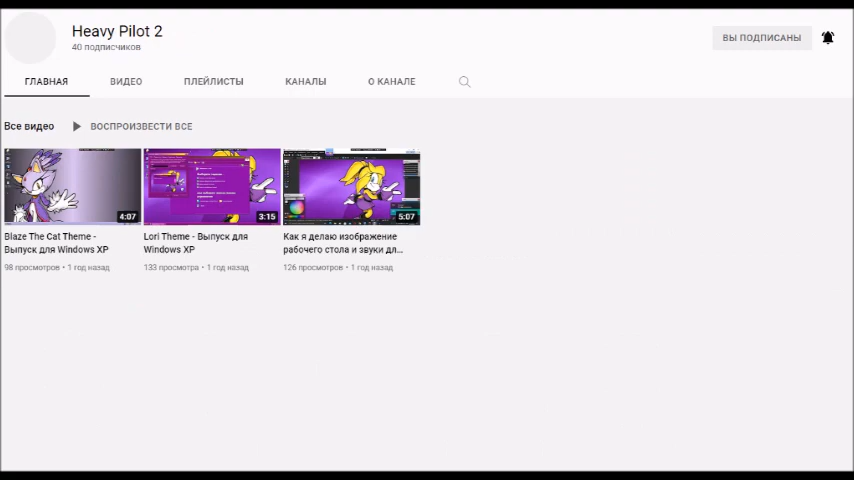 Heavy Pilot 2
40 подписчиков
ВЫ ПОДПИСАНЫ
ГЛАВНАЯ ВИДЕО ПЛЕЙЛИСТЫ КАНАЛЫ О КАНАЛЕ
Все видео ВОСПРОИЗВЕСТИ ВСЕ
4:07
3:15
5:07
Blaze The Cat Theme -
Выпуск для Windows XP
98 просмотров • 1 год назад
Lori Theme - Выпуск для
Windows XP
133 просмотра • 1 год назад
Как я делаю изображение
рабочего стола и звуки дл...
126 просмотров • 1 год назад